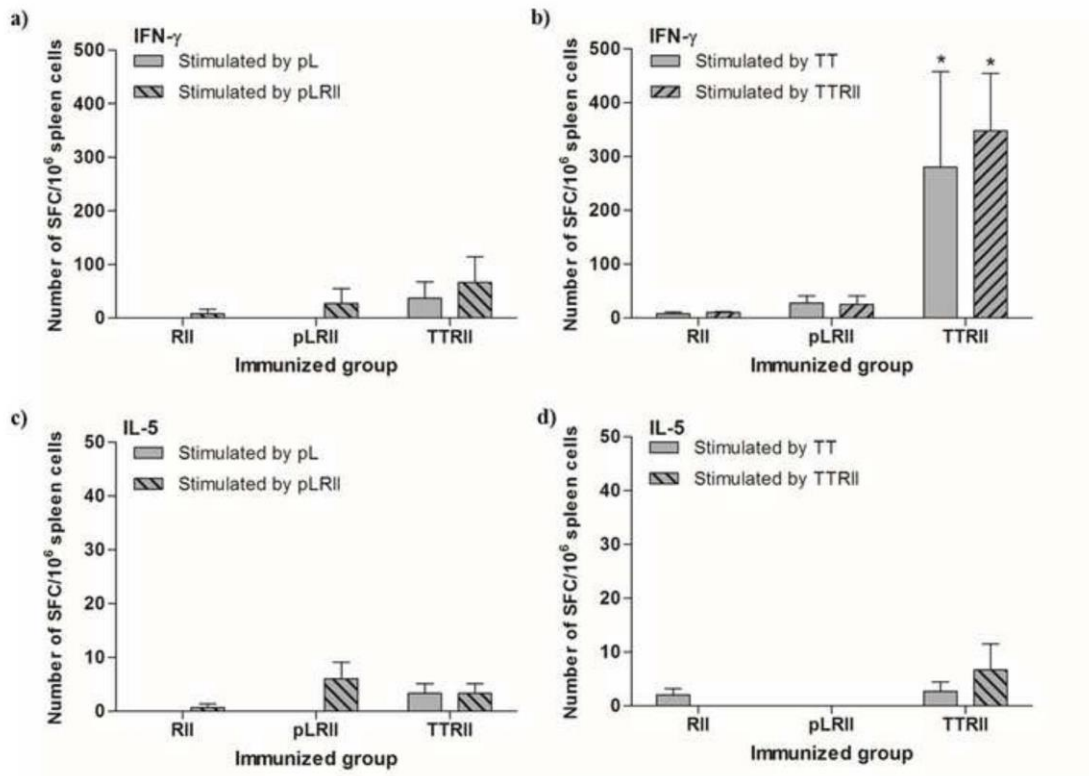 a)
IFN-γ
Stimulated by pL
Stimulated by pLRII
Number of SFC/10⁶ spleen cells
500
400
300
200
100
0
RII pLRII TTRII
Immunized group
b)
IFN-γ
Stimulated by TT
Stimulated by TTRII
Number of SFC/10⁶ spleen cells
500
400
300
200
100
0
* *
RII pLRII TTRII
Immunized group
c)
IL-5
Stimulated by pL
Stimulated by pLRII
Number of SFC/10⁶ spleen cells
50
40
30
20
10
0
RII pLRII TTRII
Immunized group
d)
IL-5
Stimulated by TT
Stimulated by TTRII
Number of SFC/10⁶ spleen cells
50
40
30
20
10
0
RII pLRII TTRII
Immunized group